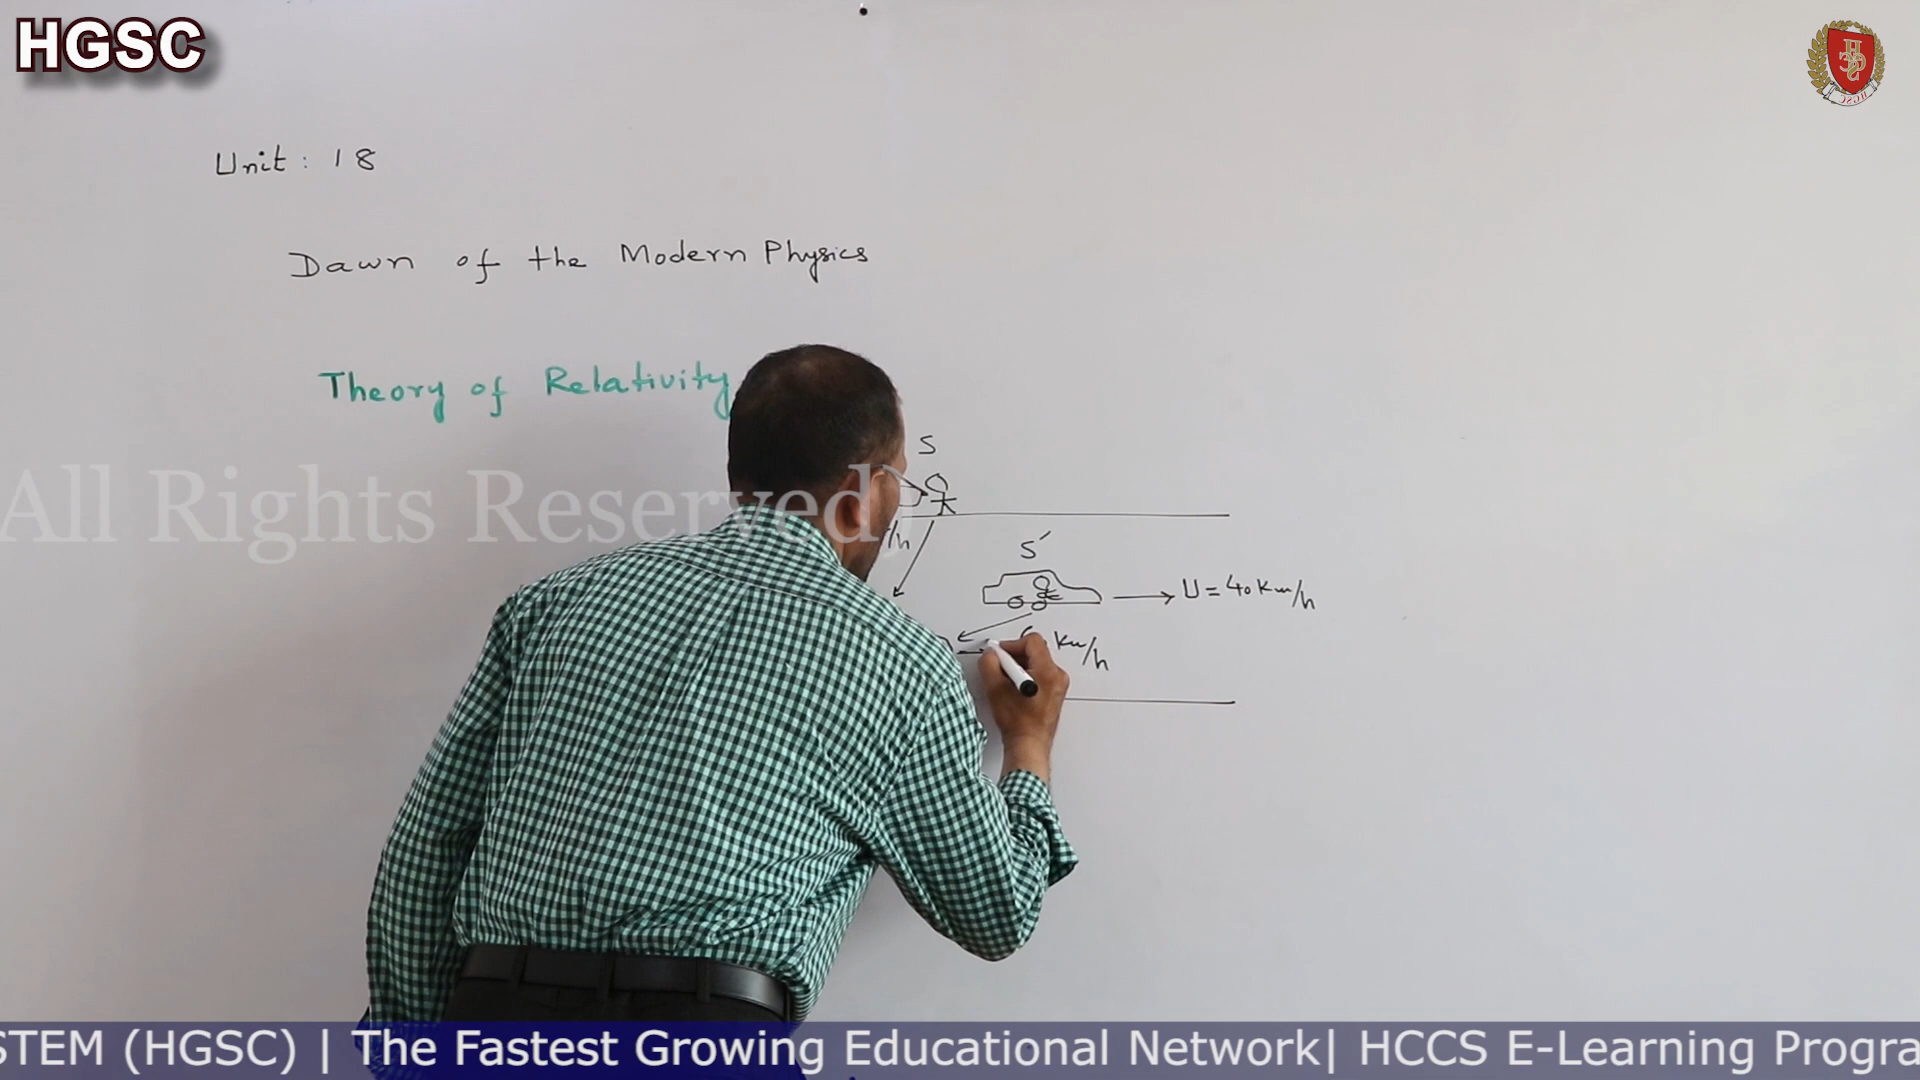 HGSC
Unit : 18
Dawn of the Modern Physics
Theory of Relativity
S
All Rights Reserved)
/h
S′
U = 40 Km/h
Km/h
STEM (HGSC) | The Fastest Growing Educational Network| HCCS E-Learning Progra